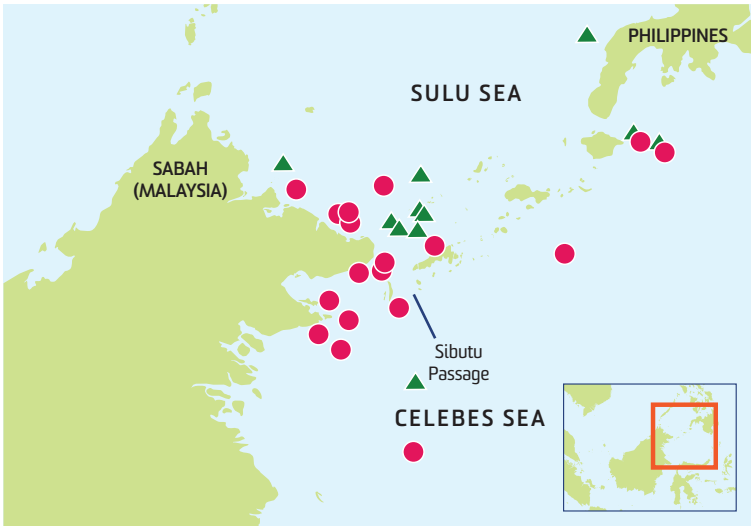 PHILIPPINES
SULU SEA
SABAH
(MALAYSIA)
Sibutu
Passage
CELEBES SEA